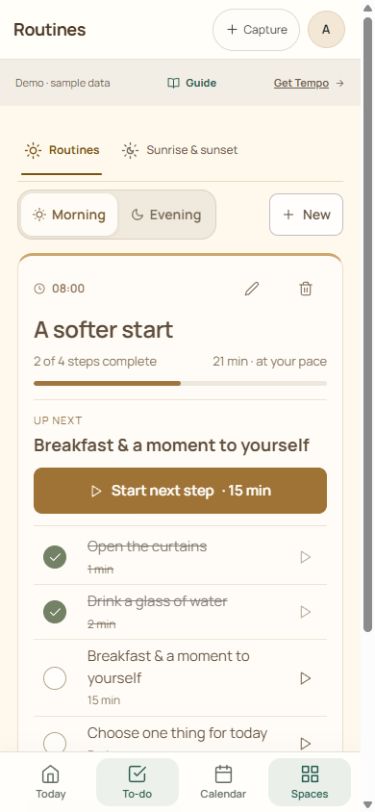 Routines
+ Capture
A
Demo · sample data
Guide
Get Tempo →
Routines
Sunrise & sunset
Morning
Evening
+ New
08:00
A softer start
2 of 4 steps complete
21 min · at your pace
UP NEXT
Breakfast & a moment to yourself
Start next step · 15 min
Open the curtains
1 min
Drink a glass of water
2 min
Breakfast & a moment to
yourself
15 min
Choose one thing for today
Today
To-do
Calendar
Spaces